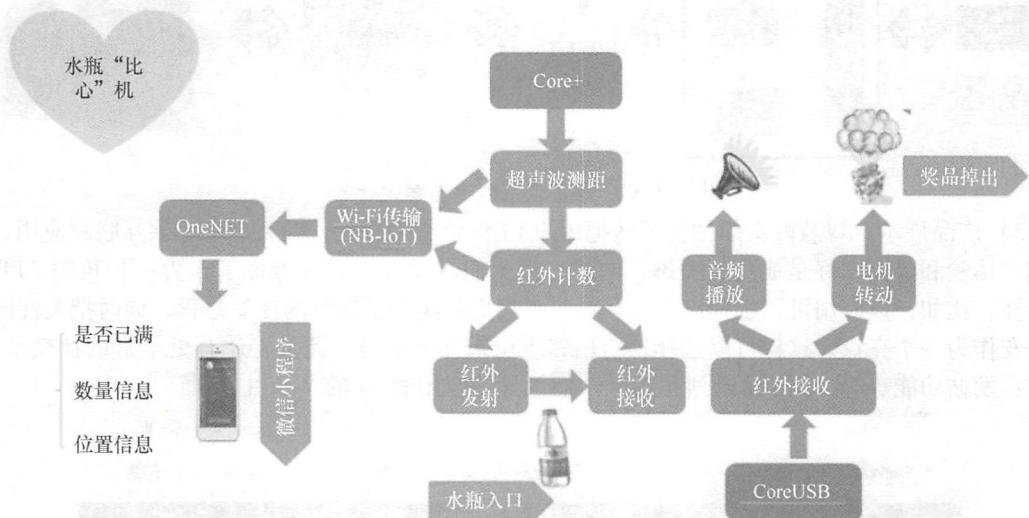 水瓶“比
心”机
Core+
超声波测距
奖品掉出
OneNET
Wi-Fi传输
(NB-IoT)
红外计数
音频
播放
电机
转动
是否已满
数量信息
位置信息
微信小程序
红外
发射
红外
接收
红外接收
水瓶入口
CoreUSB